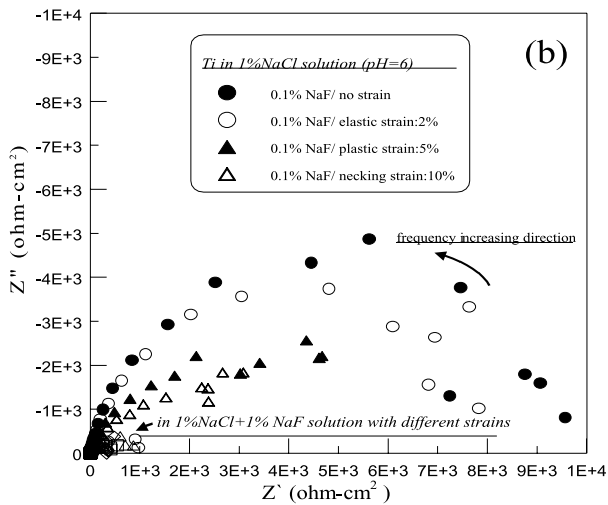 -1E+4
-9E+3
-8E+3
-7E+3
-6E+3
-5E+3
-4E+3
-3E+3
-2E+3
-1E+3
0
Z'' (ohm-cm2)
(b)
Ti in 1%NaCl solution (pH=6)
0.1% NaF/ no strain
0.1% NaF/ elastic strain:2%
0.1% NaF/ plastic strain:5%
0.1% NaF/ necking strain:10%
frequency increasing direction
in 1%NaCl+1% NaF solution with different strains
0 1E+3 2E+3 3E+3 4E+3 5E+3 6E+3 7E+3 8E+3 9E+3 1E+4
Z` (ohm-cm2 )